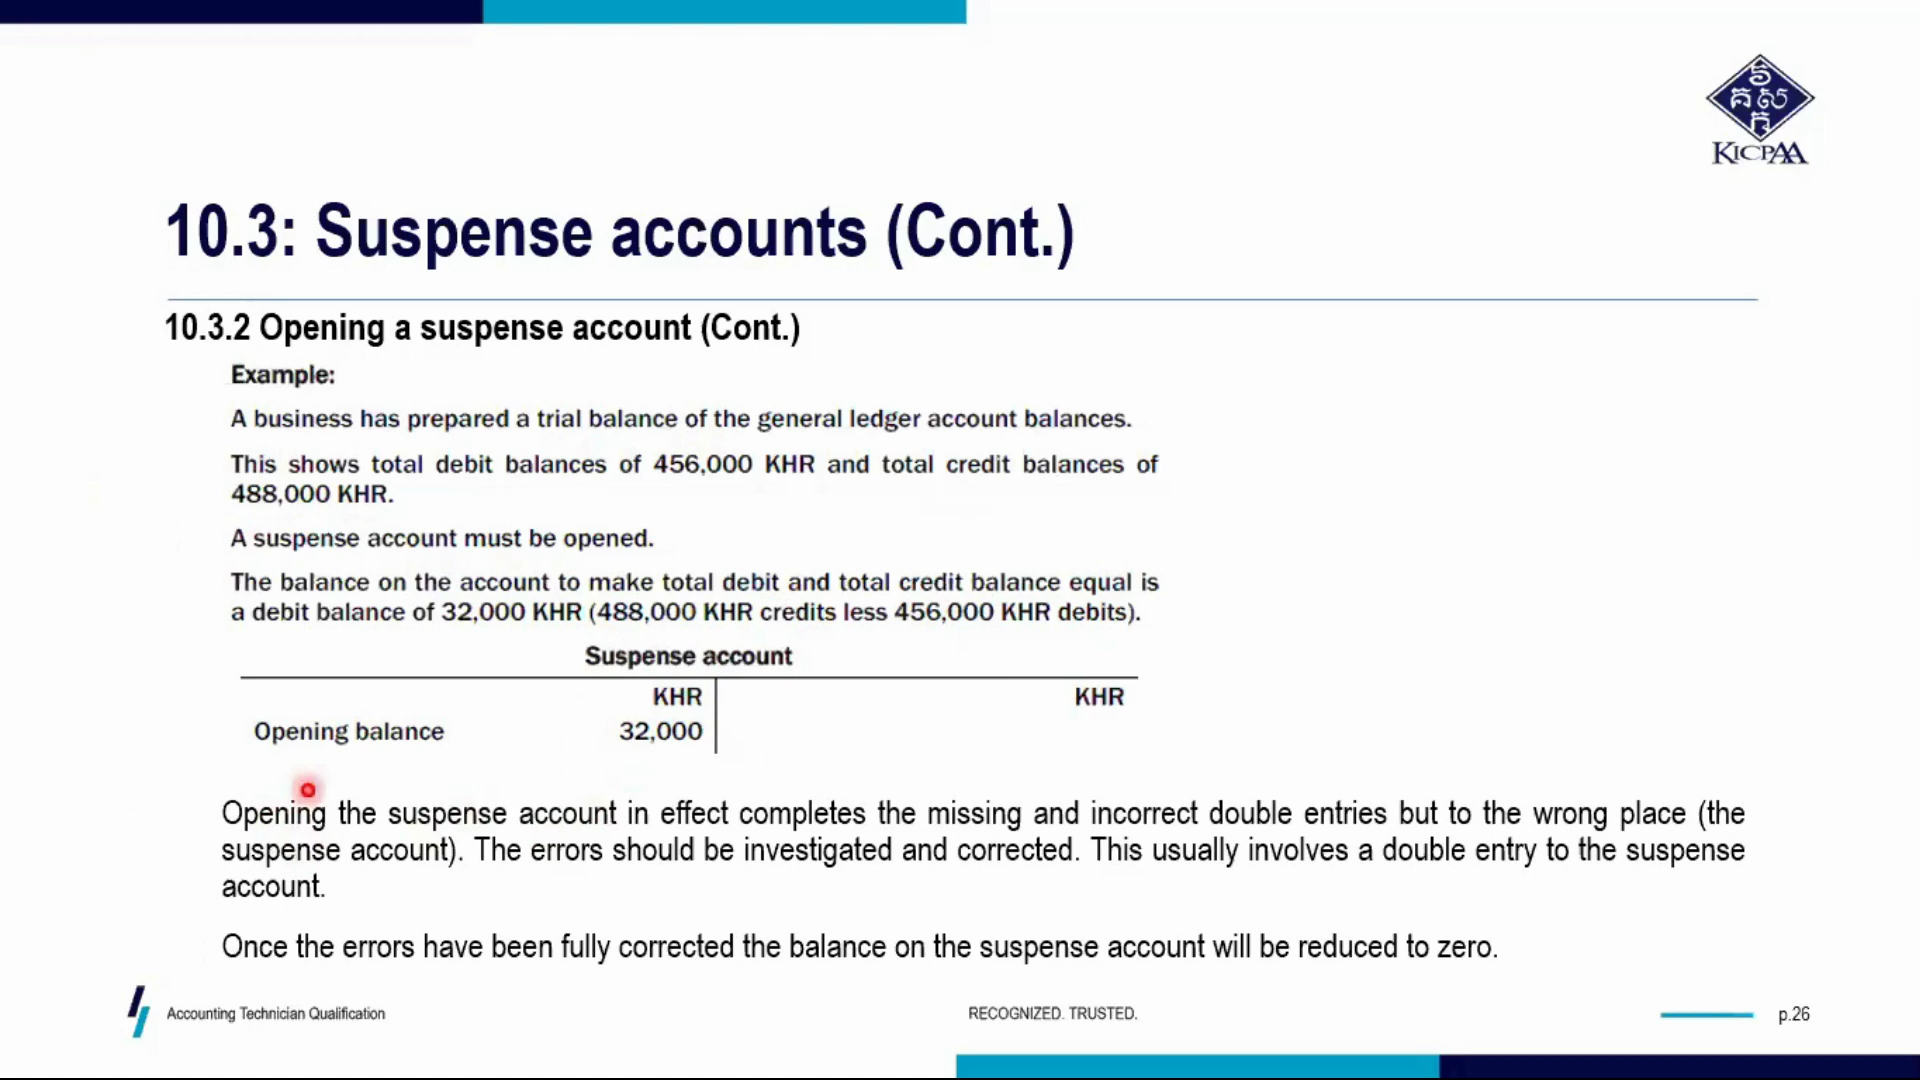 វិ
គ ស
ក
KICPAA
10.3: Suspense accounts (Cont.)
10.3.2 Opening a suspense account (Cont.)
Example:
A business has prepared a trial balance of the general ledger account balances.
This shows total debit balances of 456,000 KHR and total credit balances of
488,000 KHR.
A suspense account must be opened.
The balance on the account to make total debit and total credit balance equal is
a debit balance of 32,000 KHR (488,000 KHR credits less 456,000 KHR debits).
Suspense account
KHR KHR
Opening balance 32,000
Opening the suspense account in effect completes the missing and incorrect double entries but to the wrong place (the
suspense account). The errors should be investigated and corrected. This usually involves a double entry to the suspense
account.
Once the errors have been fully corrected the balance on the suspense account will be reduced to zero.
Accounting Technician Qualification RECOGNIZED. TRUSTED. p.26